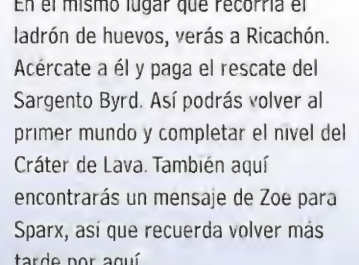 En el mismo lugar que recorría el
ladrón de huevos, verás a Ricachón.
Acércate a él y paga el rescate del
Sargento Byrd. Así podrás volver al
primer mundo y completar el nivel del
Cráter de Lava. También aquí
encontrarás un mensaje de Zoe para
Sparx, así que recuerda volver más
tarde por aquí.